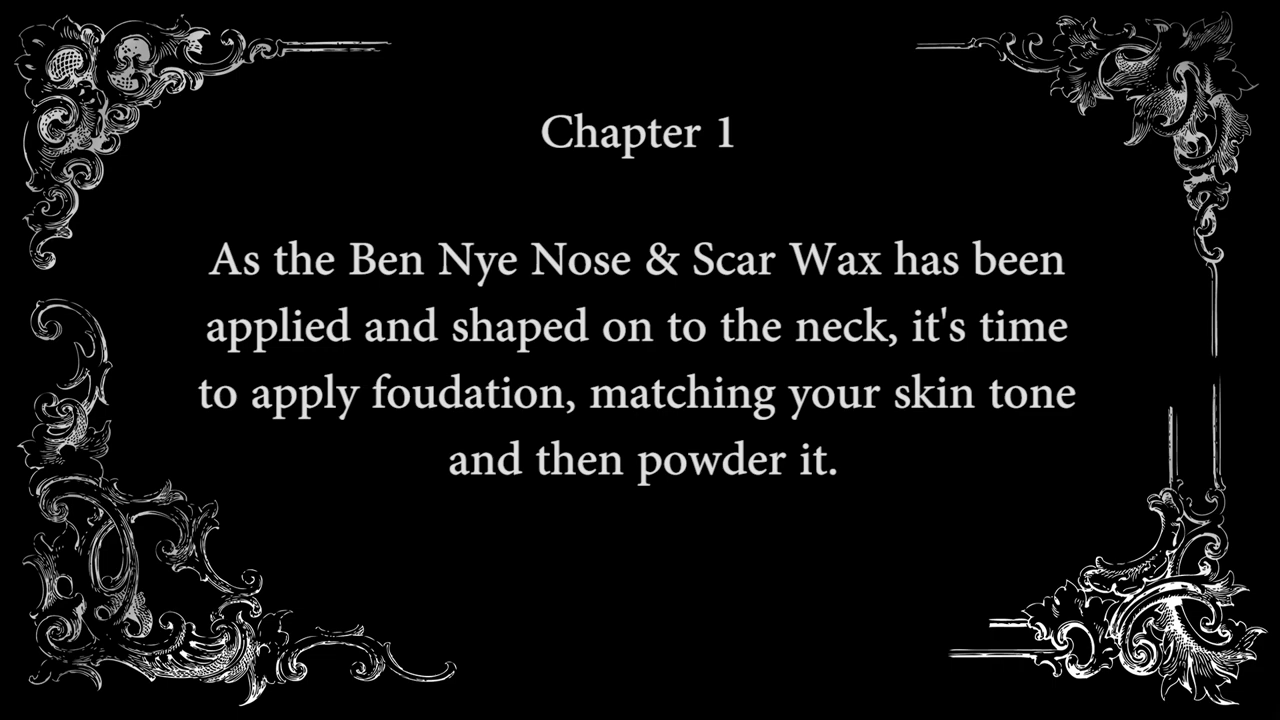 Chapter 1
As the Ben Nye Nose & Scar Wax has been
applied and shaped on to the neck, it's time
to apply foudation, matching your skin tone
and then powder it.